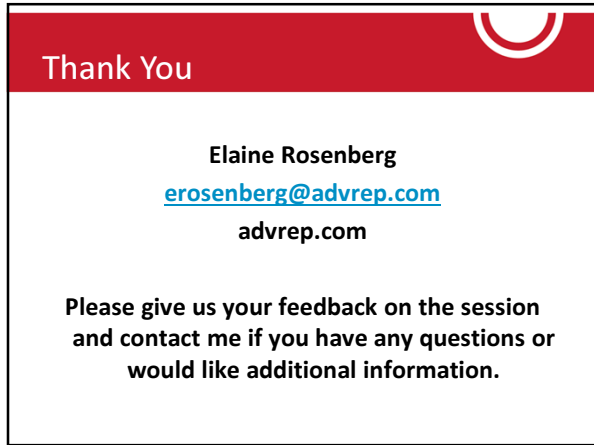 Thank You
Elaine Rosenberg
erosenberg@advrep.com
advrep.com
Please give us your feedback on the session
and contact me if you have any questions or
would like additional information.